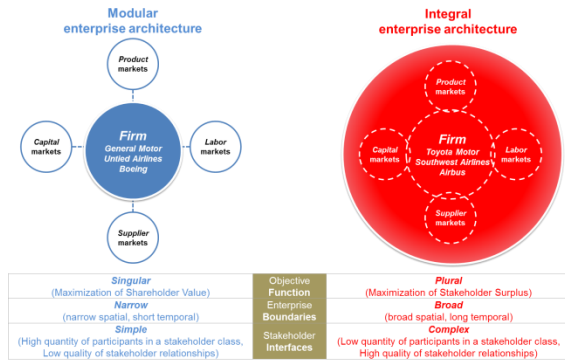 Modular
enterprise architecture
Integral
enterprise architecture
Product
markets
Capital
markets
Firm
General Motor
Untied Airlines
Boeing
Labor
markets
Supplier
markets
Product
markets
Capital
markets
Firm
Toyota Motor
Southwest Airlines
Airbus
Labor
markets
Supplier
markets
Singular
(Maximization of Shareholder Value)
Objective
Function
Plural
(Maximization of Stakeholder Surplus)
Narrow
(narrow spatial, short temporal)
Enterprise
Boundaries
Broad
(broad spatial, long temporal)
Simple
(High quantity of participants in a stakeholder class,
Low quality of stakeholder relationships)
Stakeholder
Interfaces
Complex
(Low quantity of participants in a stakeholder class,
High quality of stakeholder relationships)